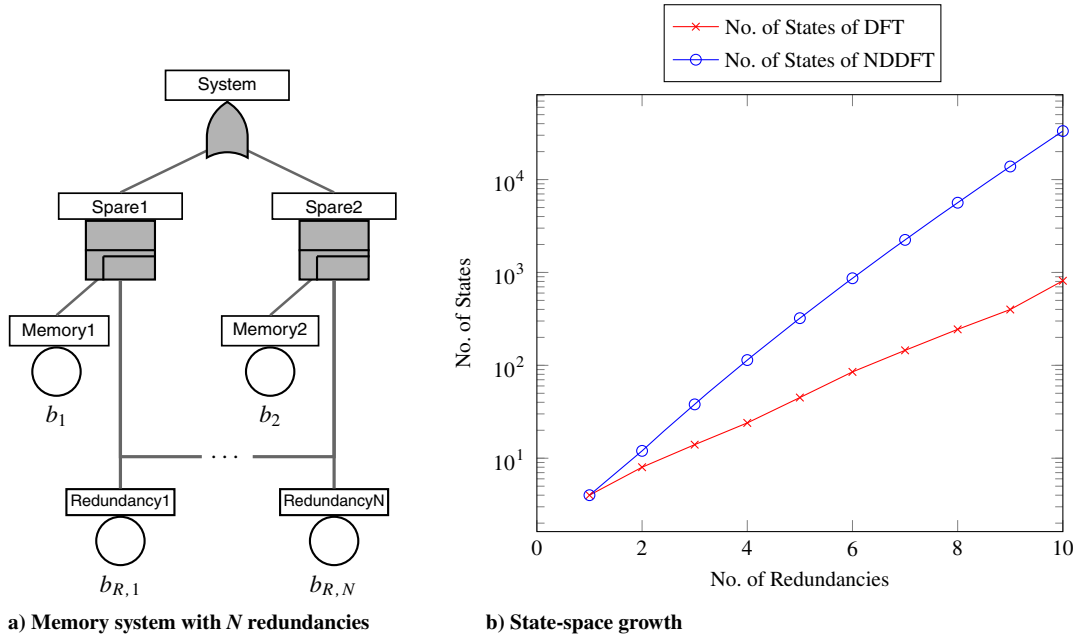 System
Spare1
Spare2
Memory1
Memory2
b1
b2
. . .
Redundancy1
RedundancyN
bR, 1
bR, N
a) Memory system with N redundancies
No. of States of DFT
No. of States of NDDFT
No. of States
10^4
10^3
10^2
10^1
0 2 4 6 8 10
No. of Redundancies
b) State-space growth